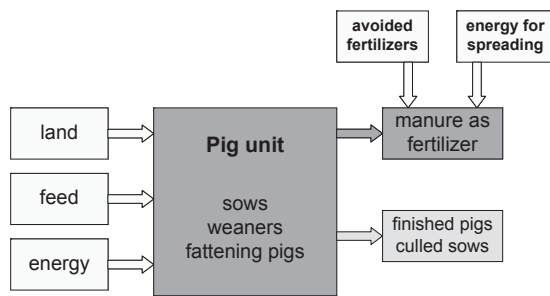 avoided
fertilizers
energy for
spreading
land
feed
energy
Pig unit
sows
weaners
fattening pigs
manure as
fertilizer
finished pigs
culled sows